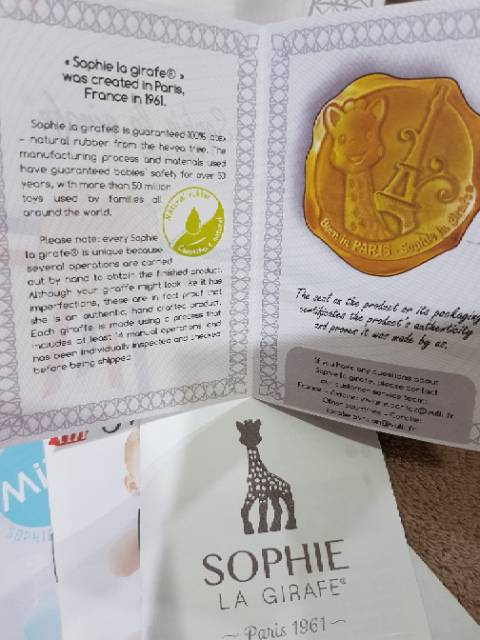 « Sophie la girafe® »
was created in Paris,
France in 1961.
Sophie la girafe® is guaranteed 100%
- natural rubber from the hevea tree. The
manufacturing process and materials used
have guaranteed babies' safety for over 50
years, with more than 50 million
toys used by families all
around the world.
Natural rubber
Please note: every Sophie
la girafe® is unique because
several operations are carried
out by hand to obtain the finished product.
Although your giraffe might look like it has
imperfections, these are in fact proof that
she is an authentic, hand crafted product.
Each giraffe is made using a process that
includes at least 14 manual operations and
has been individually inspected and checked
before being shipped.
Born in PARIS - Sophie la girafe
The seal on the product or its packaging
certificates the product's authenticity
and proves it was made by us.
If you have any questions about
Sophie la girafe, please contact
our customer service team:
SOPHIE
LA GIRAFE®
~ Paris 1961 ~